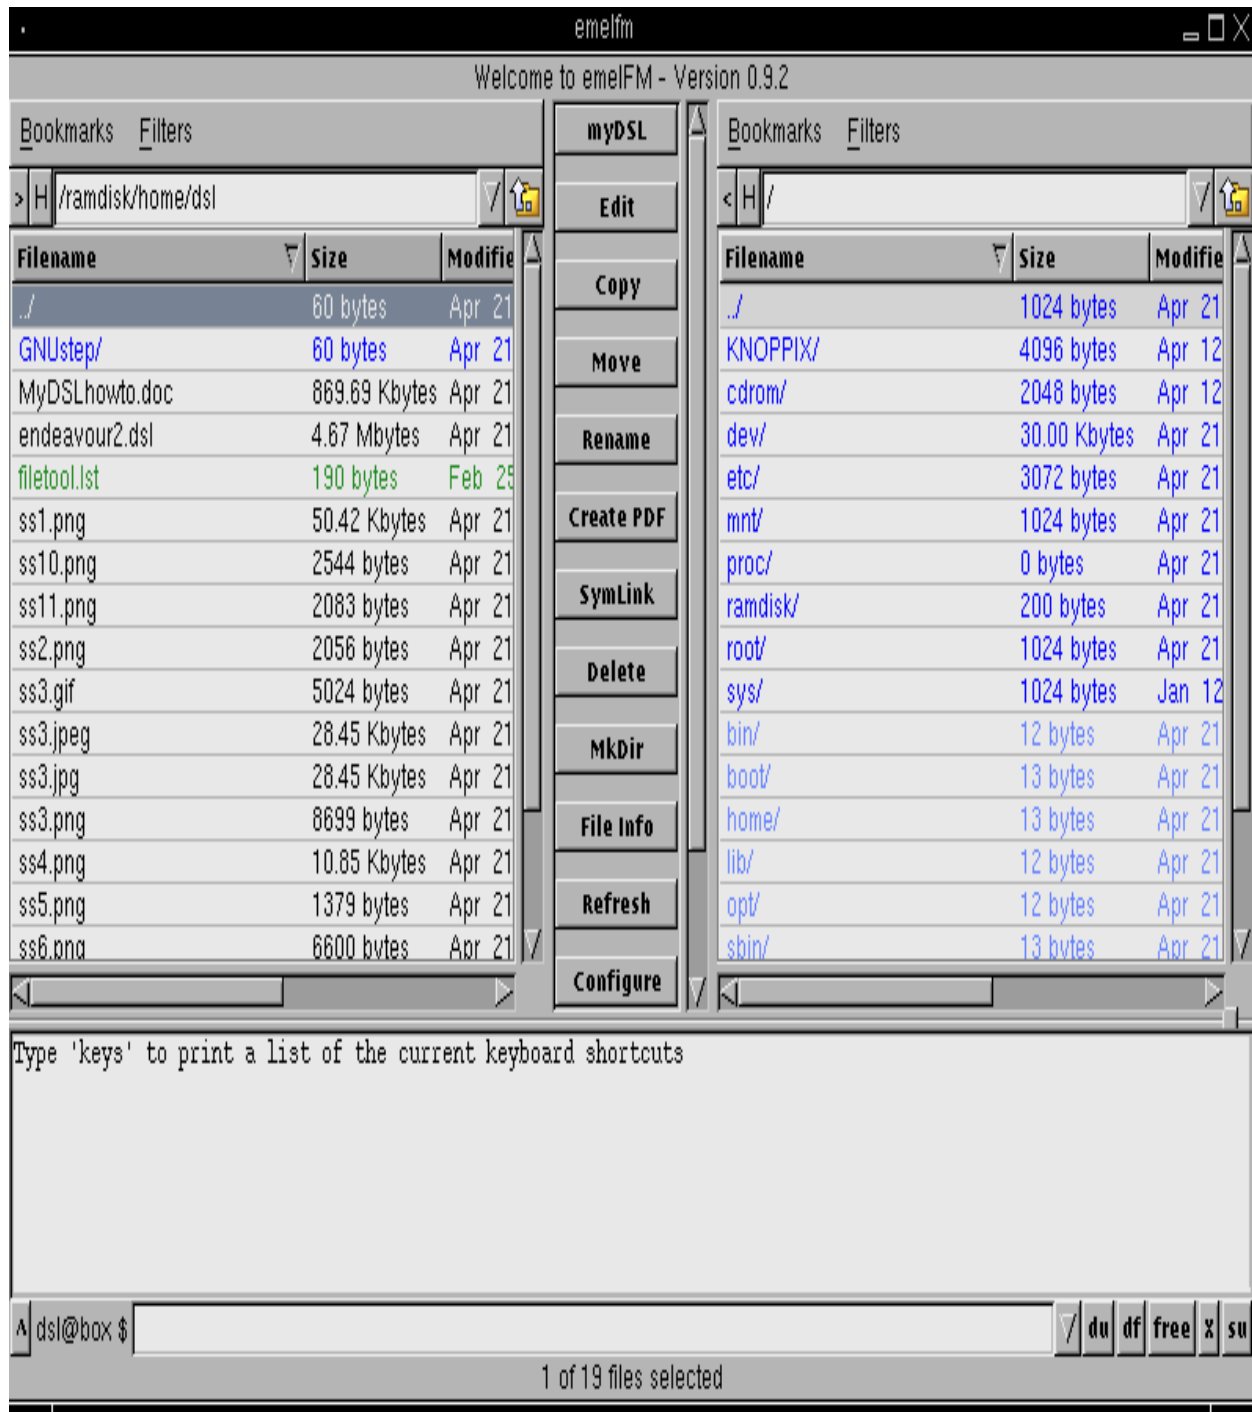 emelfm
Welcome to emelFM - Version 0.9.2
Bookmarks Filters
> H /ramdisk/home/dsl
Filename Size Modifie
../ 60 bytes Apr 21
GNUstep/ 60 bytes Apr 21
MyDSLhowto.doc 869.69 Kbytes Apr 21
endeavour2.dsl 4.67 Mbytes Apr 21
filetool.lst 190 bytes Feb 25
ss1.png 50.42 Kbytes Apr 21
ss10.png 2544 bytes Apr 21
ss11.png 2083 bytes Apr 21
ss2.png 2056 bytes Apr 21
ss3.gif 5024 bytes Apr 21
ss3.jpeg 28.45 Kbytes Apr 21
ss3.jpg 28.45 Kbytes Apr 21
ss3.png 8699 bytes Apr 21
ss4.png 10.85 Kbytes Apr 21
ss5.png 1379 bytes Apr 21
ss6.png 6600 bytes Apr 21
myDSL
Edit
Copy
Move
Rename
Create PDF
SymLink
Delete
MkDir
File Info
Refresh
Configure
Bookmarks Filters
< H /
Filename Size Modifie
../ 1024 bytes Apr 21
KNOPPIX/ 4096 bytes Apr 12
cdrom/ 2048 bytes Apr 12
dev/ 30.00 Kbytes Apr 21
etc/ 3072 bytes Apr 21
mnt/ 1024 bytes Apr 21
proc/ 0 bytes Apr 21
ramdisk/ 200 bytes Apr 21
root/ 1024 bytes Apr 21
sys/ 1024 bytes Jan 12
bin/ 12 bytes Apr 21
boot/ 13 bytes Apr 21
home/ 13 bytes Apr 21
lib/ 12 bytes Apr 21
opt/ 12 bytes Apr 21
sbin/ 13 bytes Apr 21
Type 'keys' to print a list of the current keyboard shortcuts
A dsl@box $ du df free X su
1 of 19 files selected